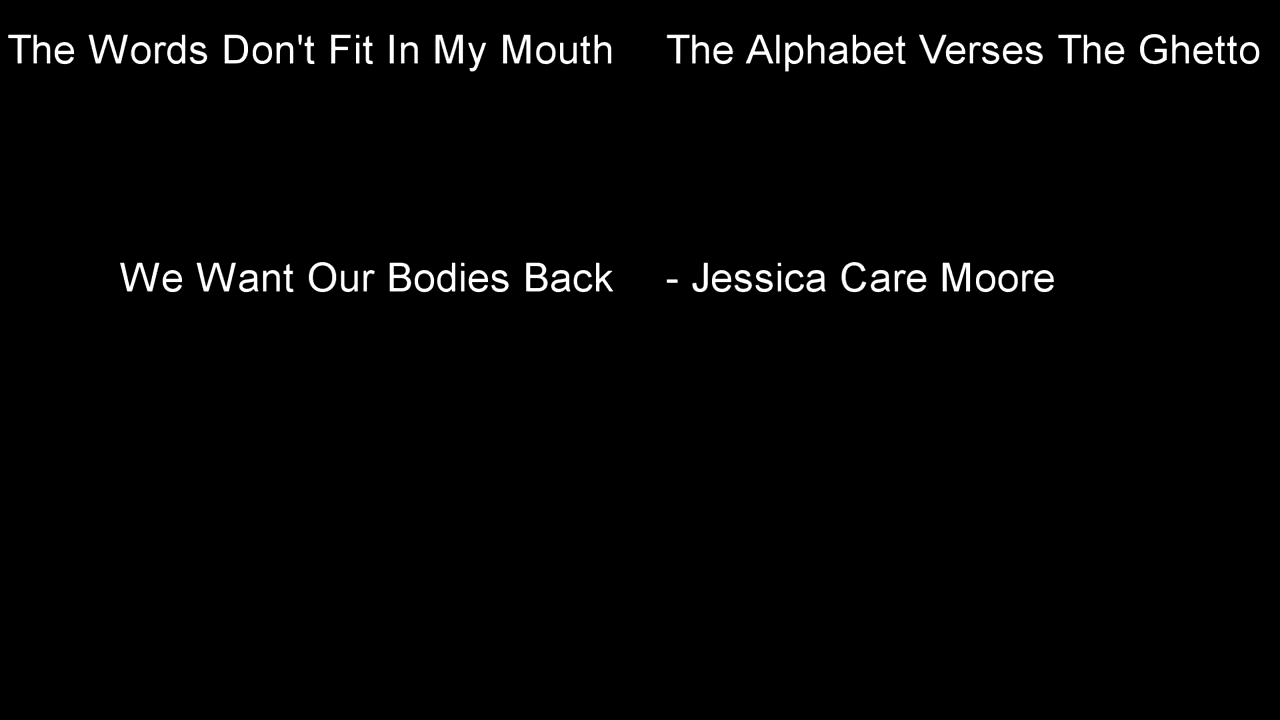 The Words Don't Fit In My Mouth The Alphabet Verses The Ghetto
We Want Our Bodies Back - Jessica Care Moore